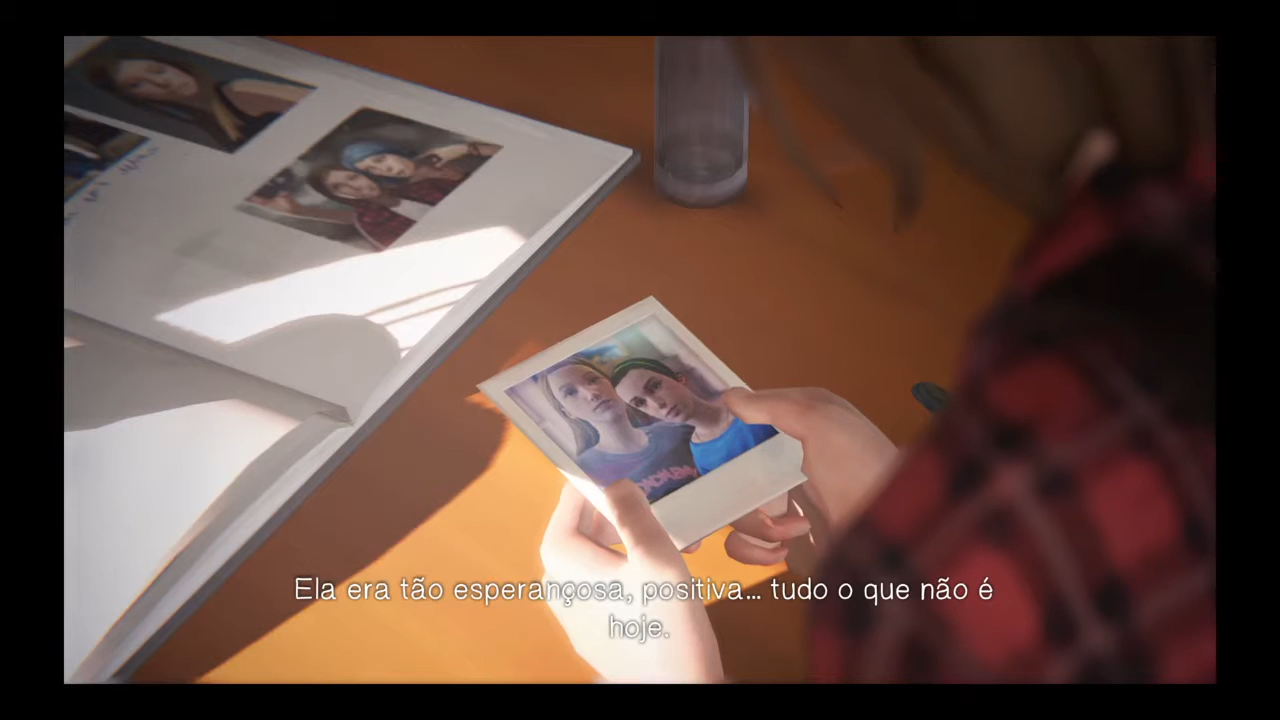 Ela era tão esperançosa, positiva... tudo o que não é
hoje.